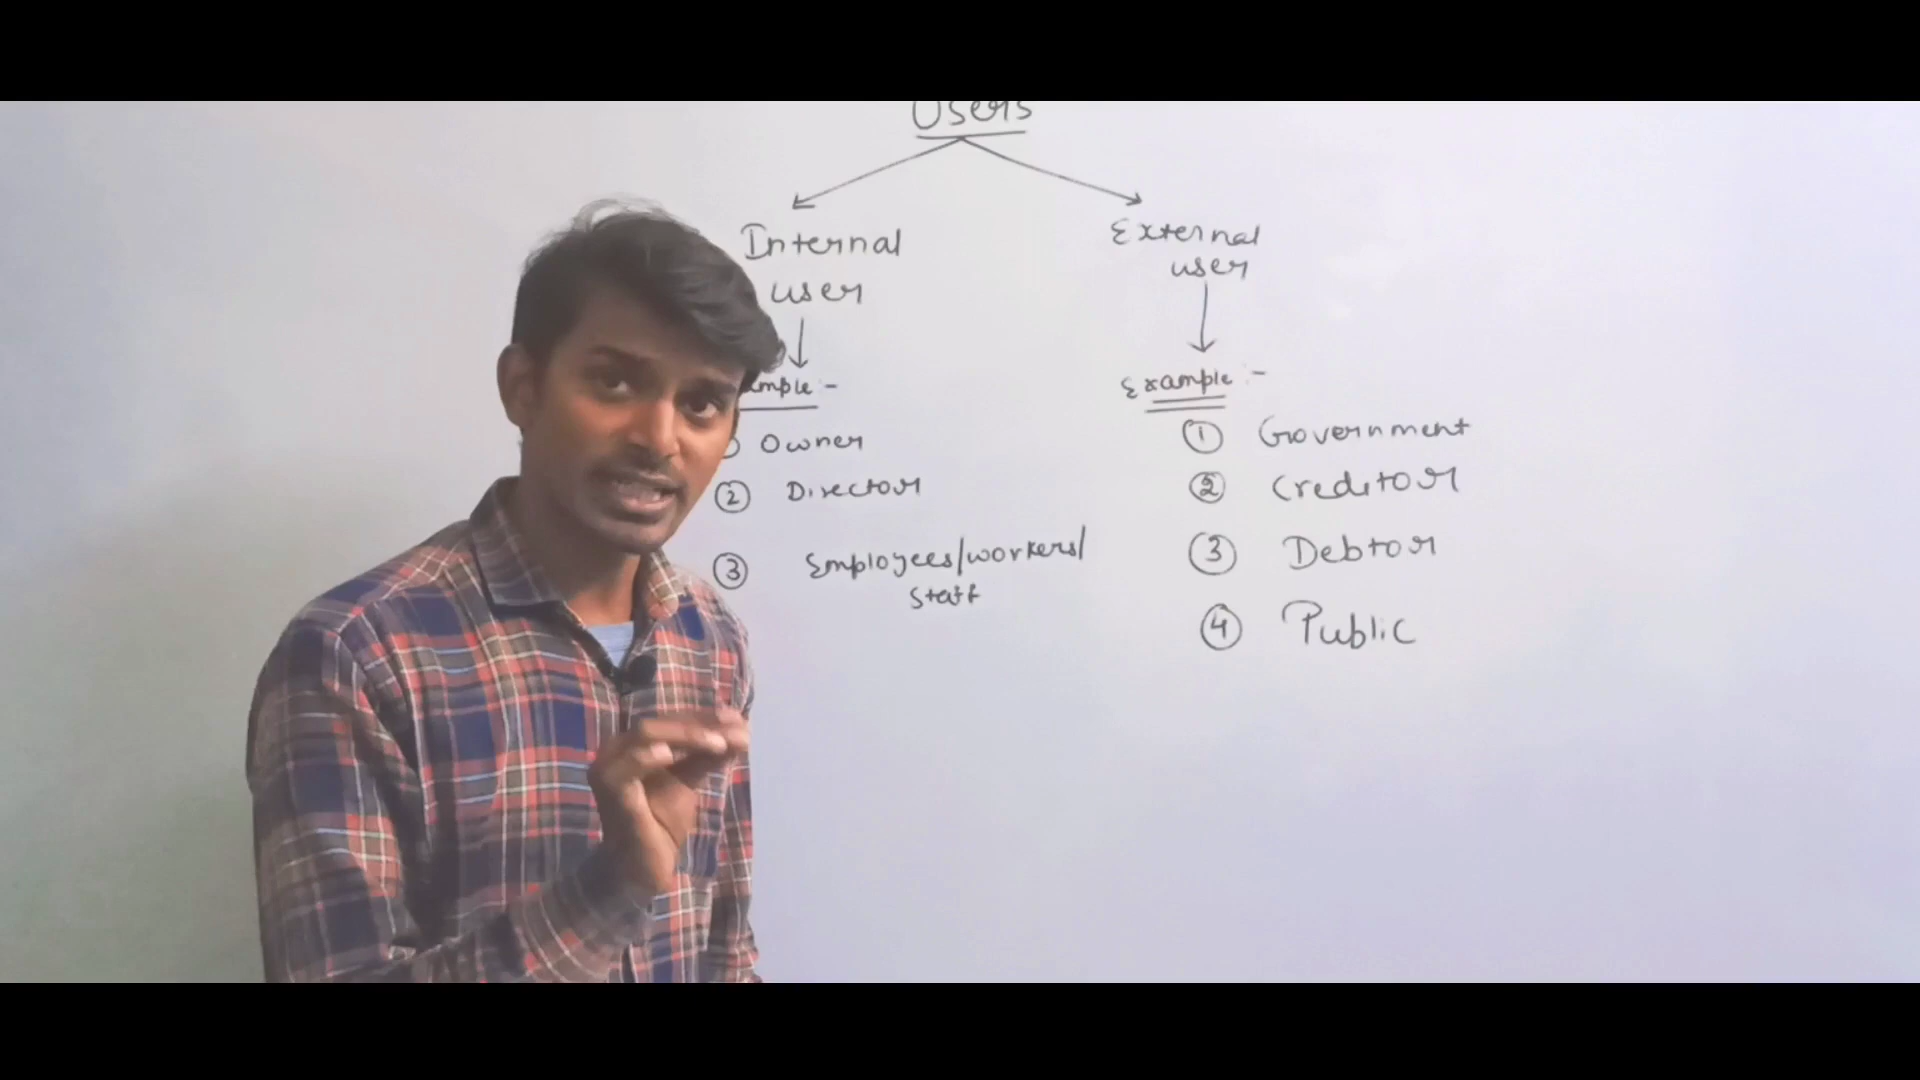 Users
Internal
user
Example :-
Owner
② Director
③ Employees/workers/
Staff
External
user
Example :-
① Government
② Creditor
③ Debtor
④ Public